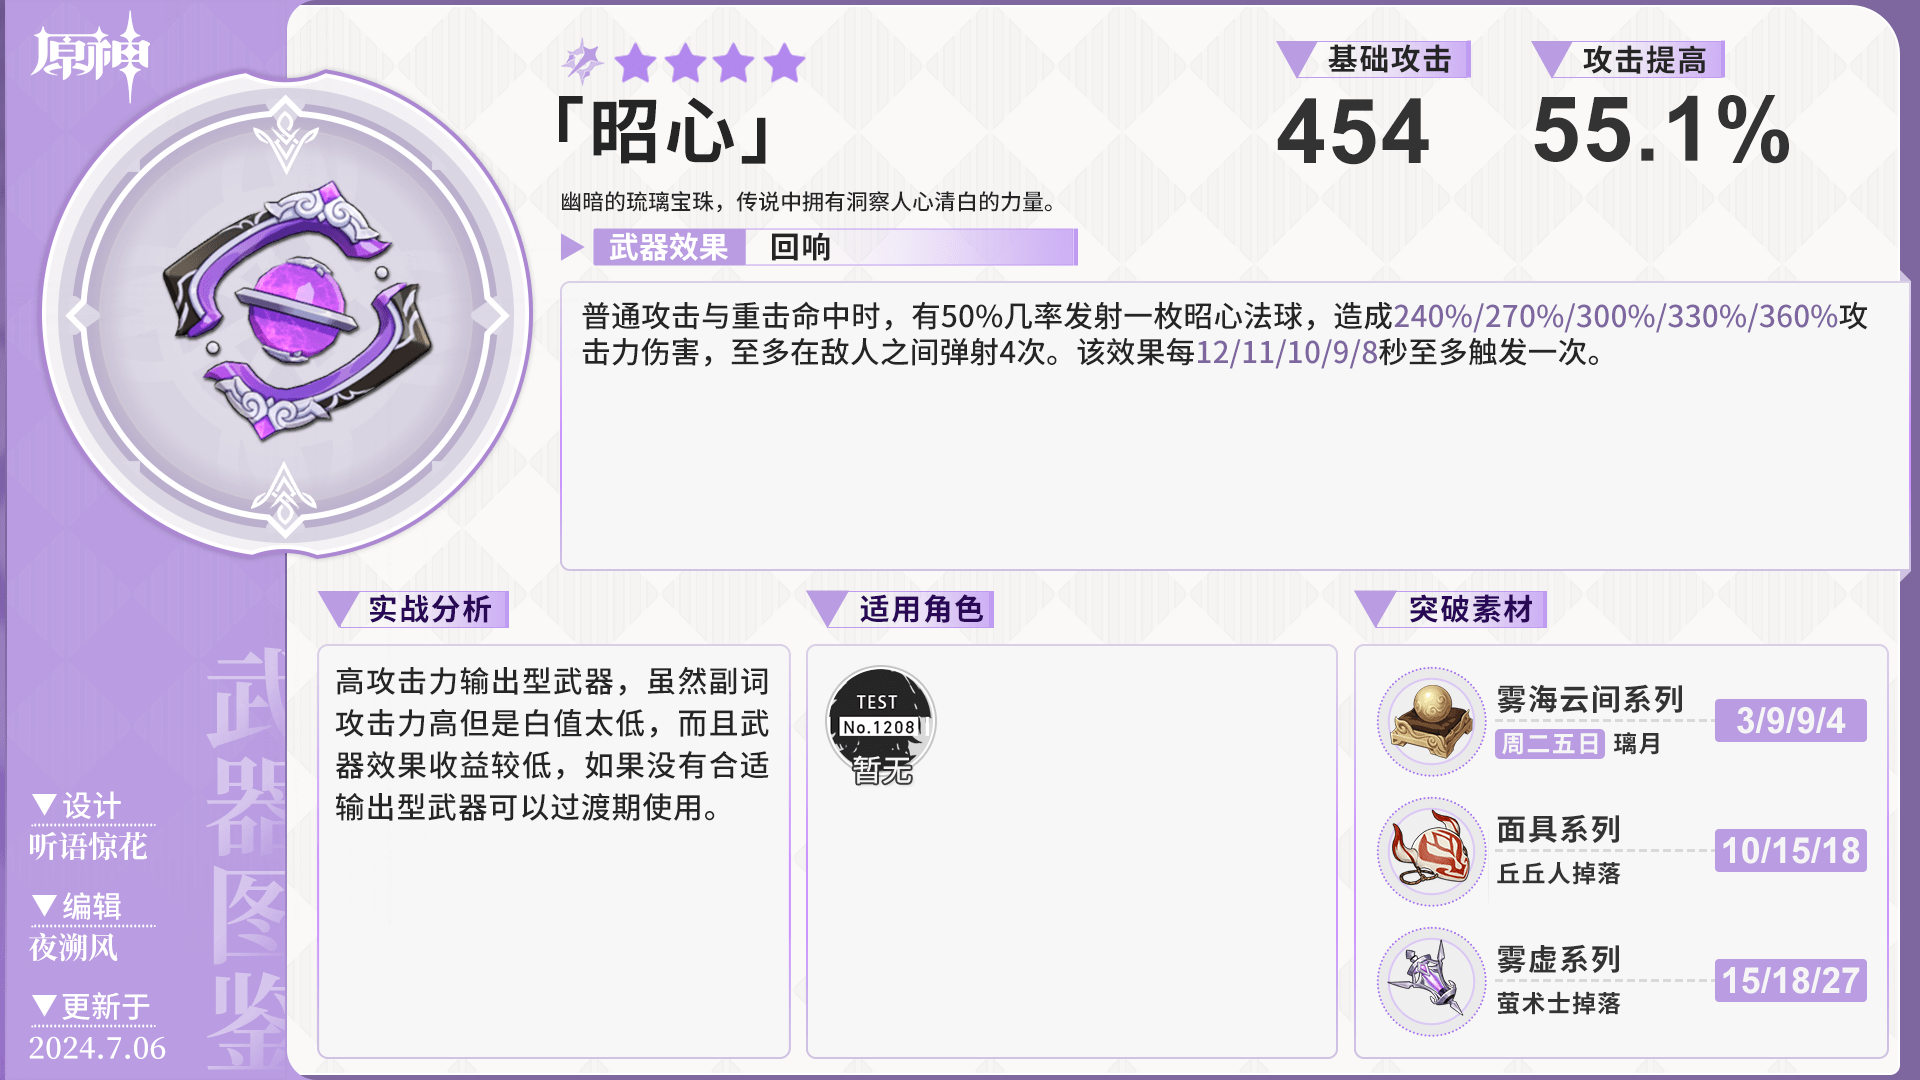 原神
「昭心」
幽暗的琉璃宝珠，传说中拥有洞察人心清白的力量。
基础攻击
454
攻击提高
55.1%
武器效果 回响
普通攻击与重击命中时，有50%几率发射一枚昭心法球，造成240%/270%/300%/330%/360%攻
击力伤害，至多在敌人之间弹射4次。该效果每12/11/10/9/8秒至多触发一次。
实战分析
高攻击力输出型武器，虽然副词
攻击力高但是白值太低，而且武
器效果收益较低，如果没有合适
输出型武器可以过渡期使用。
适用角色
TEST
No.1208
暂无
突破素材
雾海云间系列
周二五日 璃月
3/9/9/4
面具系列
丘丘人掉落
10/15/18
雾虚系列
萤术士掉落
15/18/27
武器图鉴
▼设计
听语惊花
▼编辑
夜溯风
▼更新于
2024.7.06